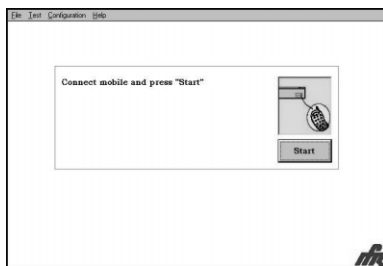 File Test Configuration Help
Connect mobile and press "Start"
Start